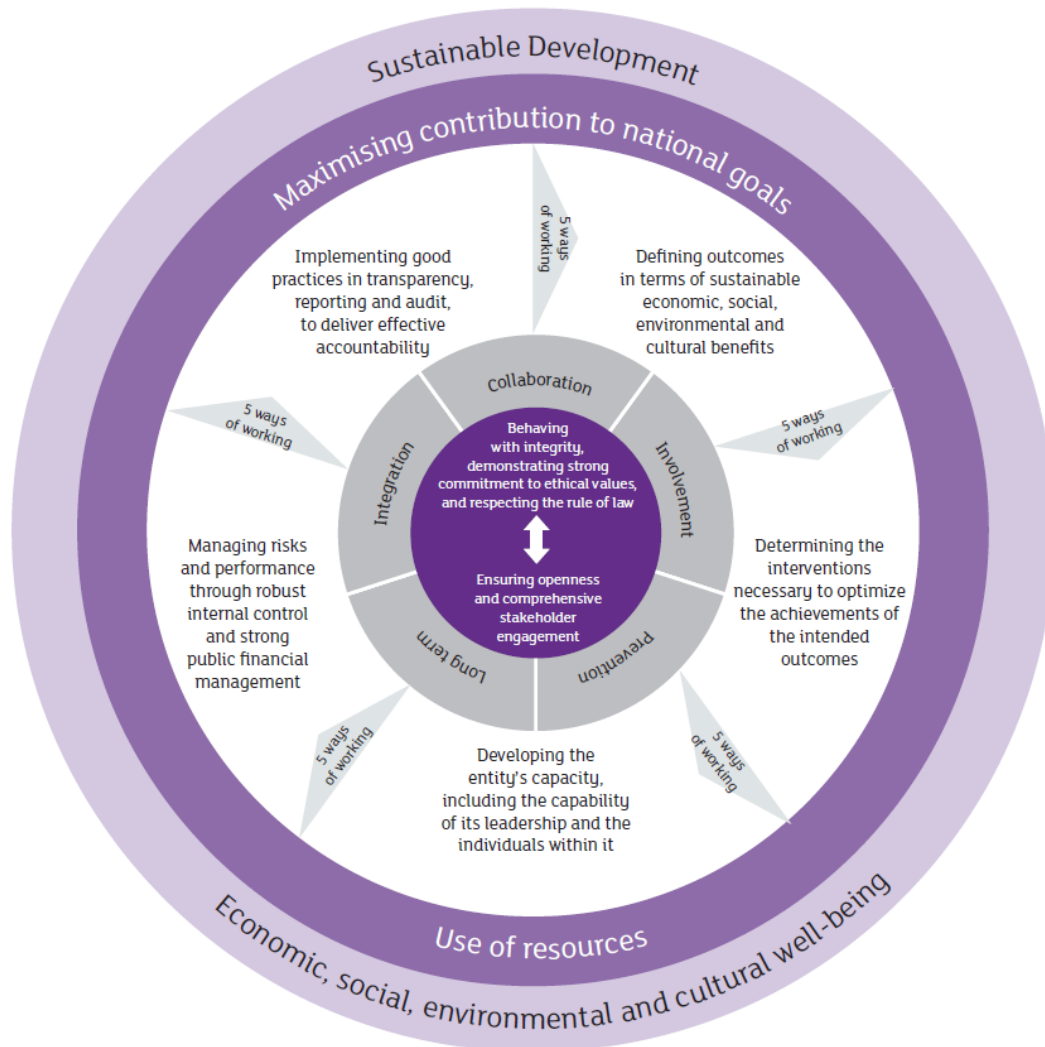 Sustainable Development
Maximising contribution to national goals
5 ways
of working
Implementing good
practices in transparency,
reporting and audit,
to deliver effective
accountability
Defining outcomes
in terms of sustainable
economic, social,
environmental and
cultural benefits
Collaboration
5 ways
of working
5 ways
of working
Integration
Involvement
Behaving
with integrity,
demonstrating strong
commitment to ethical values,
and respecting the rule of law
Ensuring openness
and comprehensive
stakeholder
engagement
Managing risks
and performance
through robust
internal control
and strong
public financial
management
Determining the
interventions
necessary to optimize
the achievements of
the intended
outcomes
Long term
Prevention
5 ways
of working
5 ways
of working
Developing the
entity's capacity,
including the capability
of its leadership and the
individuals within it
Use of resources
Economic, social, environmental and cultural well-being